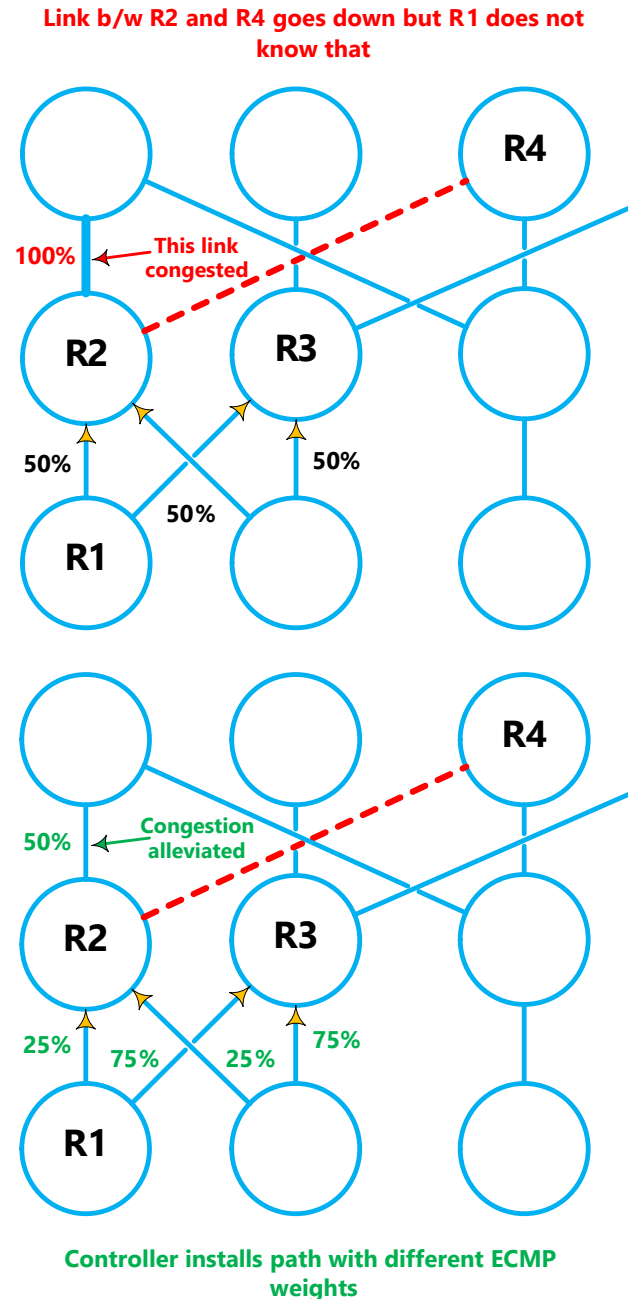 Link b/w R2 and R4 goes down but R1 does not
know that
R4
100%
This link
congested
R2
R3
50%
50%
50%
R1
R4
50%
Congestion
alleviated
R2
R3
25%
75%
25%
75%
R1
Controller installs path with different ECMP
weights